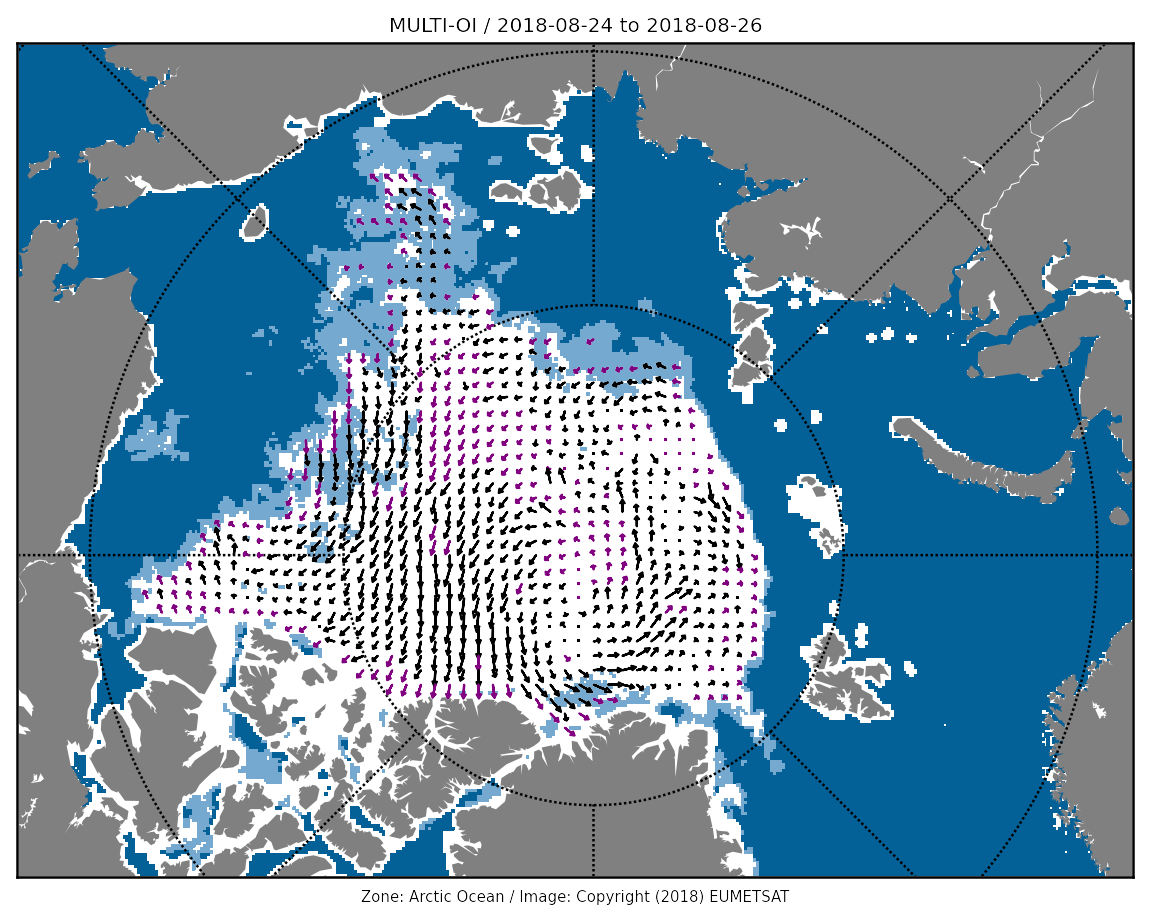 MULTI-OI / 2018-08-24 to 2018-08-26
Zone: Arctic Ocean / Image: Copyright (2018) EUMETSAT